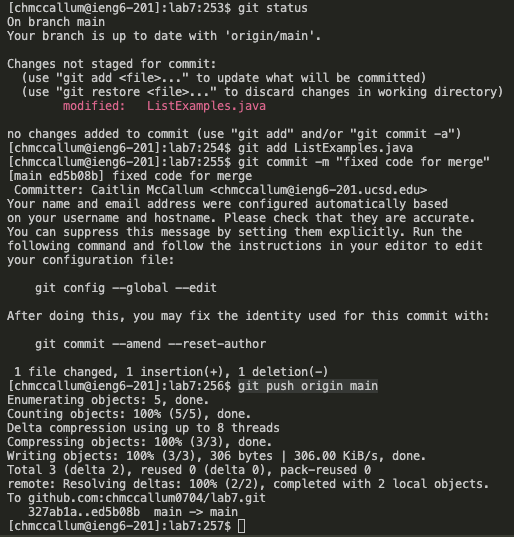 [chmccallum@ieng6-201]:lab7:253$ git status
On branch main
Your branch is up to date with 'origin/main'.

Changes not staged for commit:
  (use "git add <file>..." to update what will be committed)
  (use "git restore <file>..." to discard changes in working directory)
        modified:   ListExamples.java

no changes added to commit (use "git add" and/or "git commit -a")
[chmccallum@ieng6-201]:lab7:254$ git add ListExamples.java
[chmccallum@ieng6-201]:lab7:255$ git commit -m "fixed code for merge"
[main ed5b08b] fixed code for merge
 Committer: Caitlin McCallum <chmccallum@ieng6-201.ucsd.edu>
Your name and email address were configured automatically based
on your username and hostname. Please check that they are accurate.
You can suppress this message by setting them explicitly. Run the
following command and follow the instructions in your editor to edit
your configuration file:

    git config --global --edit

After doing this, you may fix the identity used for this commit with:

    git commit --amend --reset-author

 1 file changed, 1 insertion(+), 1 deletion(-)
[chmccallum@ieng6-201]:lab7:256$ git push origin main
Enumerating objects: 5, done.
Counting objects: 100% (5/5), done.
Delta compression using up to 8 threads
Compressing objects: 100% (3/3), done.
Writing objects: 100% (3/3), 306 bytes | 306.00 KiB/s, done.
Total 3 (delta 2), reused 0 (delta 0), pack-reused 0
remote: Resolving deltas: 100% (2/2), completed with 2 local objects.
To github.com:chmccallum0704/lab7.git
   327ab1a..ed5b08b  main -> main
[chmccallum@ieng6-201]:lab7:257$